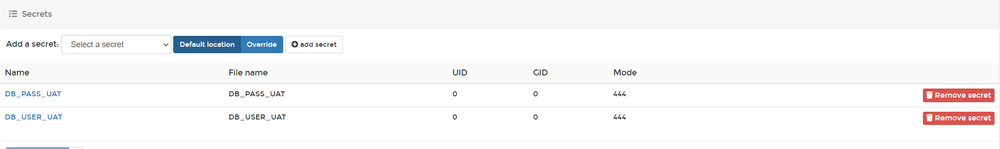 Secrets
Add a secret: Select a secret Default location Override add secret
Name File name UID GID Mode
DB_PASS_UAT DB_PASS_UAT 0 0 444 Remove secret
DB_USER_UAT DB_USER_UAT 0 0 444 Remove secret